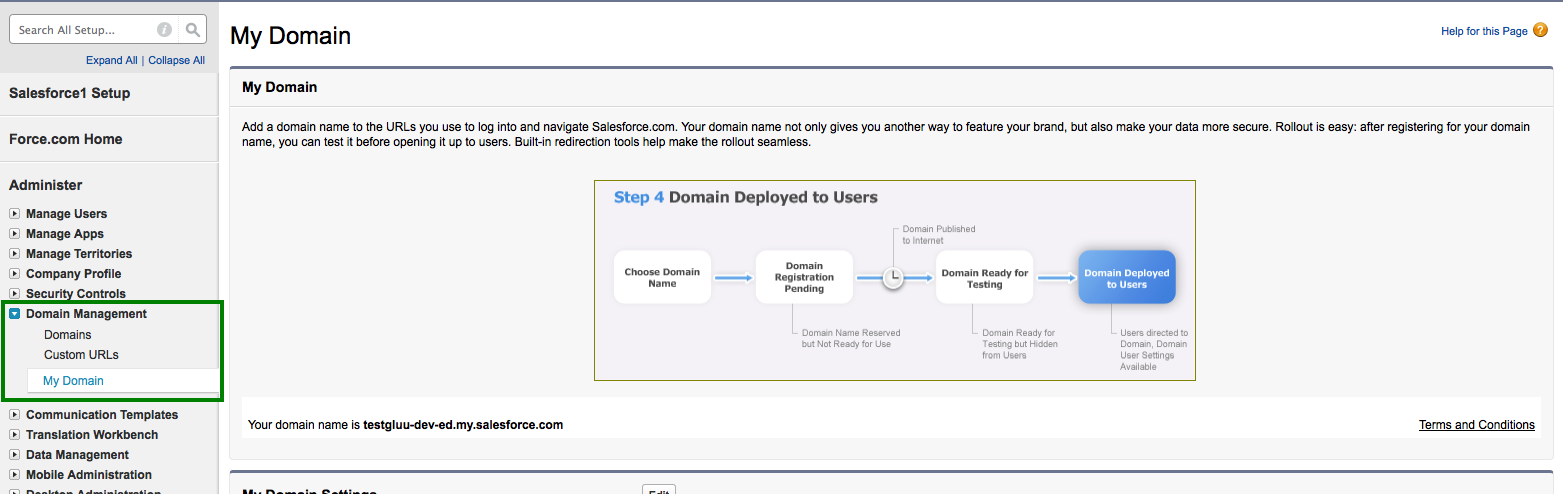 Search All Setup...
Expand All | Collapse All
Salesforce1 Setup
Force.com Home
Administer
Manage Users
Manage Apps
Manage Territories
Company Profile
Security Controls
Domain Management
Domains
Custom URLs
My Domain
Communication Templates
Translation Workbench
Data Management
Mobile Administration
Desktop Administration
My Domain
Help for this Page ?
My Domain
Add a domain name to the URLs you use to log into and navigate Salesforce.com. Your domain name not only gives you another way to feature your brand, but also make your data more secure. Rollout is easy: after registering for your domain
name, you can test it before opening it up to users. Built-in redirection tools help make the rollout seamless.
Step 4 Domain Deployed to Users
Domain Published
to Internet
Choose Domain
Name
Domain
Registration
Pending
Domain Ready for
Testing
Domain Deployed
to Users
Domain Name Reserved
but Not Ready for Use
Domain Ready for
Testing but Hidden
from Users
Users directed to
Domain, Domain
User Settings
Available
Your domain name is testgluu-dev-ed.my.salesforce.com
Terms and Conditions
My Domain Settings
Edit